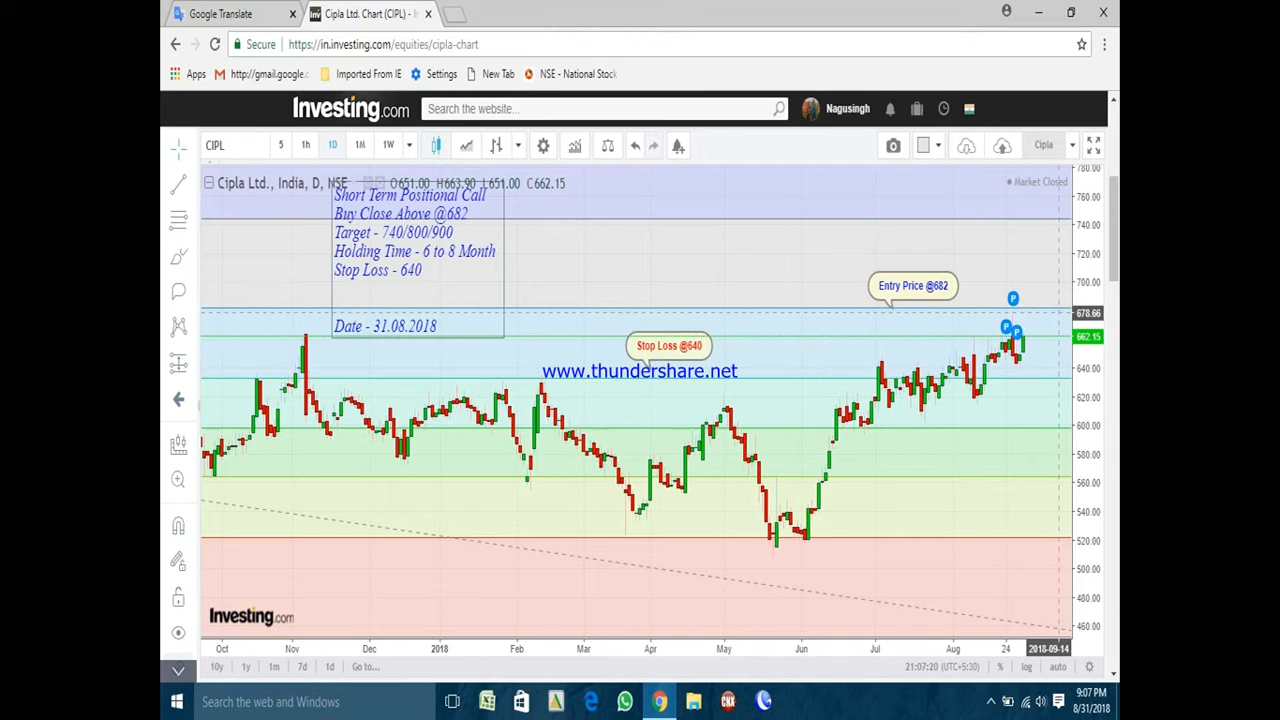 Google Translate
Cipla Ltd. Chart (CIPL) - I
Secure https://in.investing.com/equities/cipla-chart
Apps http://gmail.google. Imported From IE Settings New Tab NSE - National Stock
Investing.com Search the website... Nagusingh
CIPL 5 1h 1D 1M 1W Cipla
Cipla Ltd., India, D, NSE O651.00 H663.90 L651.00 C662.15 Market Closed
Short Term Positional Call
Buy Close Above @682
Target - 740/800/900
Holding Time - 6 to 8 Month
Stop Loss - 640
Date - 31.08.2018
Entry Price @682
Stop Loss @640
www.thundershare.net
P
P P
780.00
760.00
740.00
720.00
700.00
678.66
662.15
640.00
620.00
600.00
580.00
560.00
540.00
520.00
500.00
480.00
460.00
Investing.com
Oct Nov Dec 2018 Feb Mar Apr May Jun Jul Aug 24 2018-09-14
10y 1y 1m 7d 1d Go to... 21:07:20 (UTC+5:30) % log auto
Search the web and Windows
CNX
9:07 PM
8/31/2018